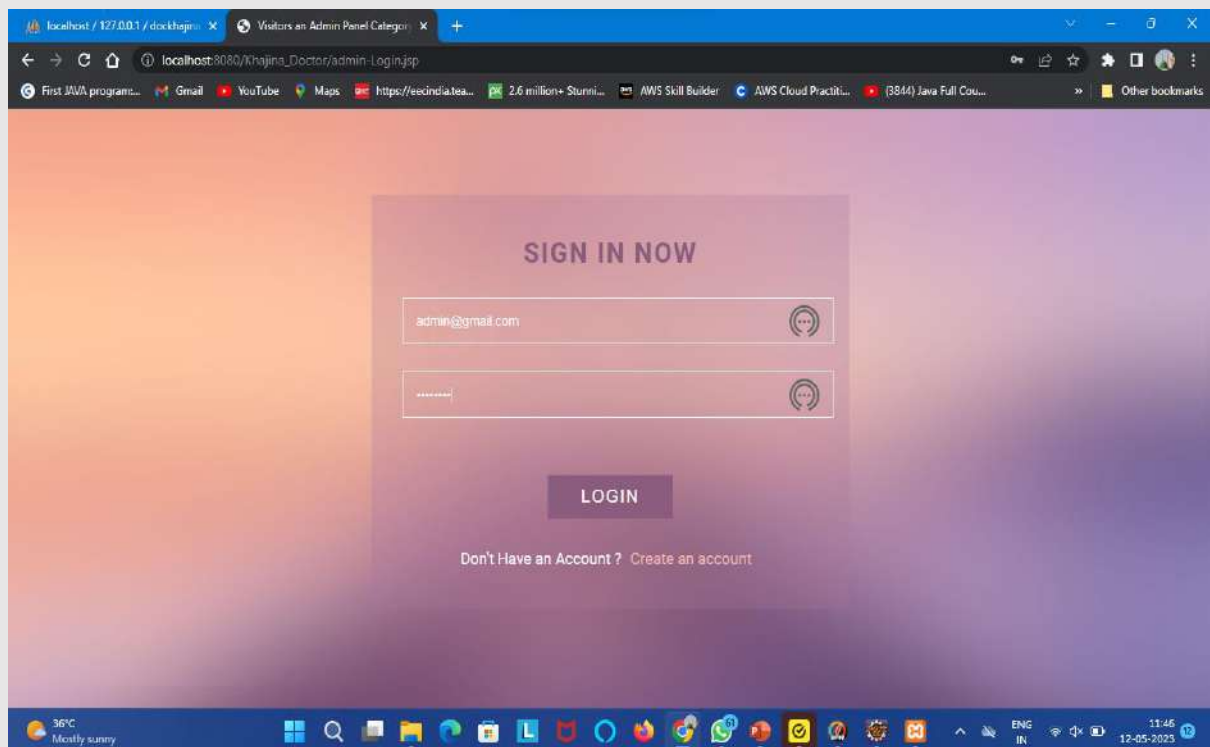 localhost / 127.0.0.1 / dockhajina
Visitors an Admin Panel Category
localhost:8080/Khajina_Doctor/admin-Login.jsp
First JAVA program:... Gmail YouTube Maps https://eecindia.tea... 2.6 million+ Stunni... AWS Skill Builder AWS Cloud Practiti... (3844) Java Full Cou... » Other bookmarks
SIGN IN NOW
admin@gmail.com
LOGIN
Don't Have an Account ? Create an account
36°C
Mostly sunny
61
ENG
IN
11:46
12-05-2023
12